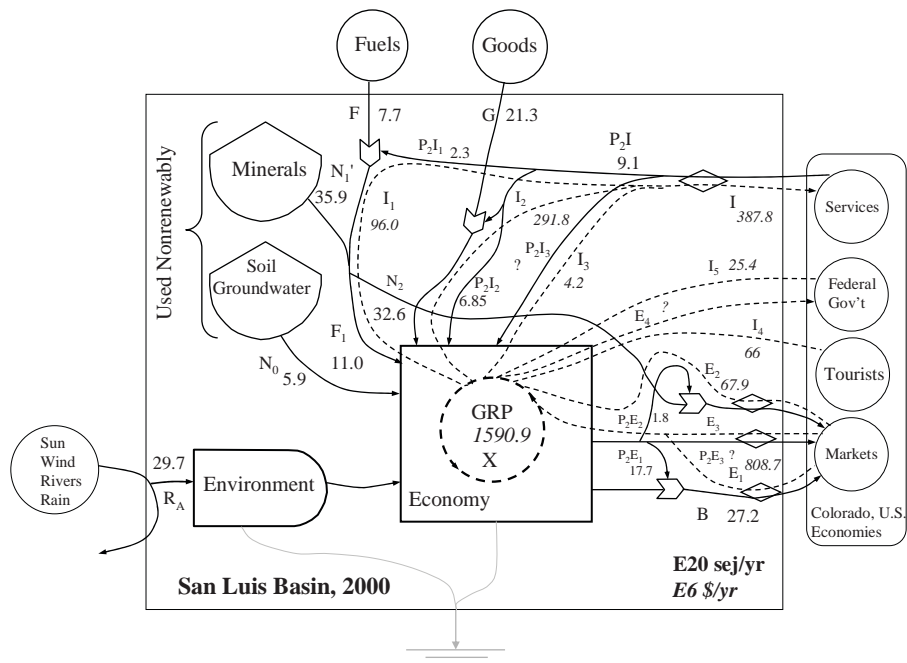 Fuels
Goods
F
7.7
G
21.3
Used Nonrenewably
Minerals
N₁'
35.9
P₂I₁
2.3
P₂I
9.1
I₁
96.0
I₂
291.8
I
387.8
Services
Soil
Groundwater
P₂I₃
?
I₃
4.2
I₅
25.4
N₂
32.6
P₂I₂
6.85
E₄
?
Federal
Gov't
I₄
66
F₁
11.0
N₀
5.9
E₂
67.9
Tourists
GRP
1590.9
X
P₂E₂
1.8
E₃
Sun
Wind
Rivers
Rain
29.7
R_A
Environment
Economy
P₂E₁
17.7
P₂E₃
?
E₁
808.7
Markets
B
27.2
Colorado, U.S.
Economies
San Luis Basin, 2000
E20 sej/yr
E6 $/yr